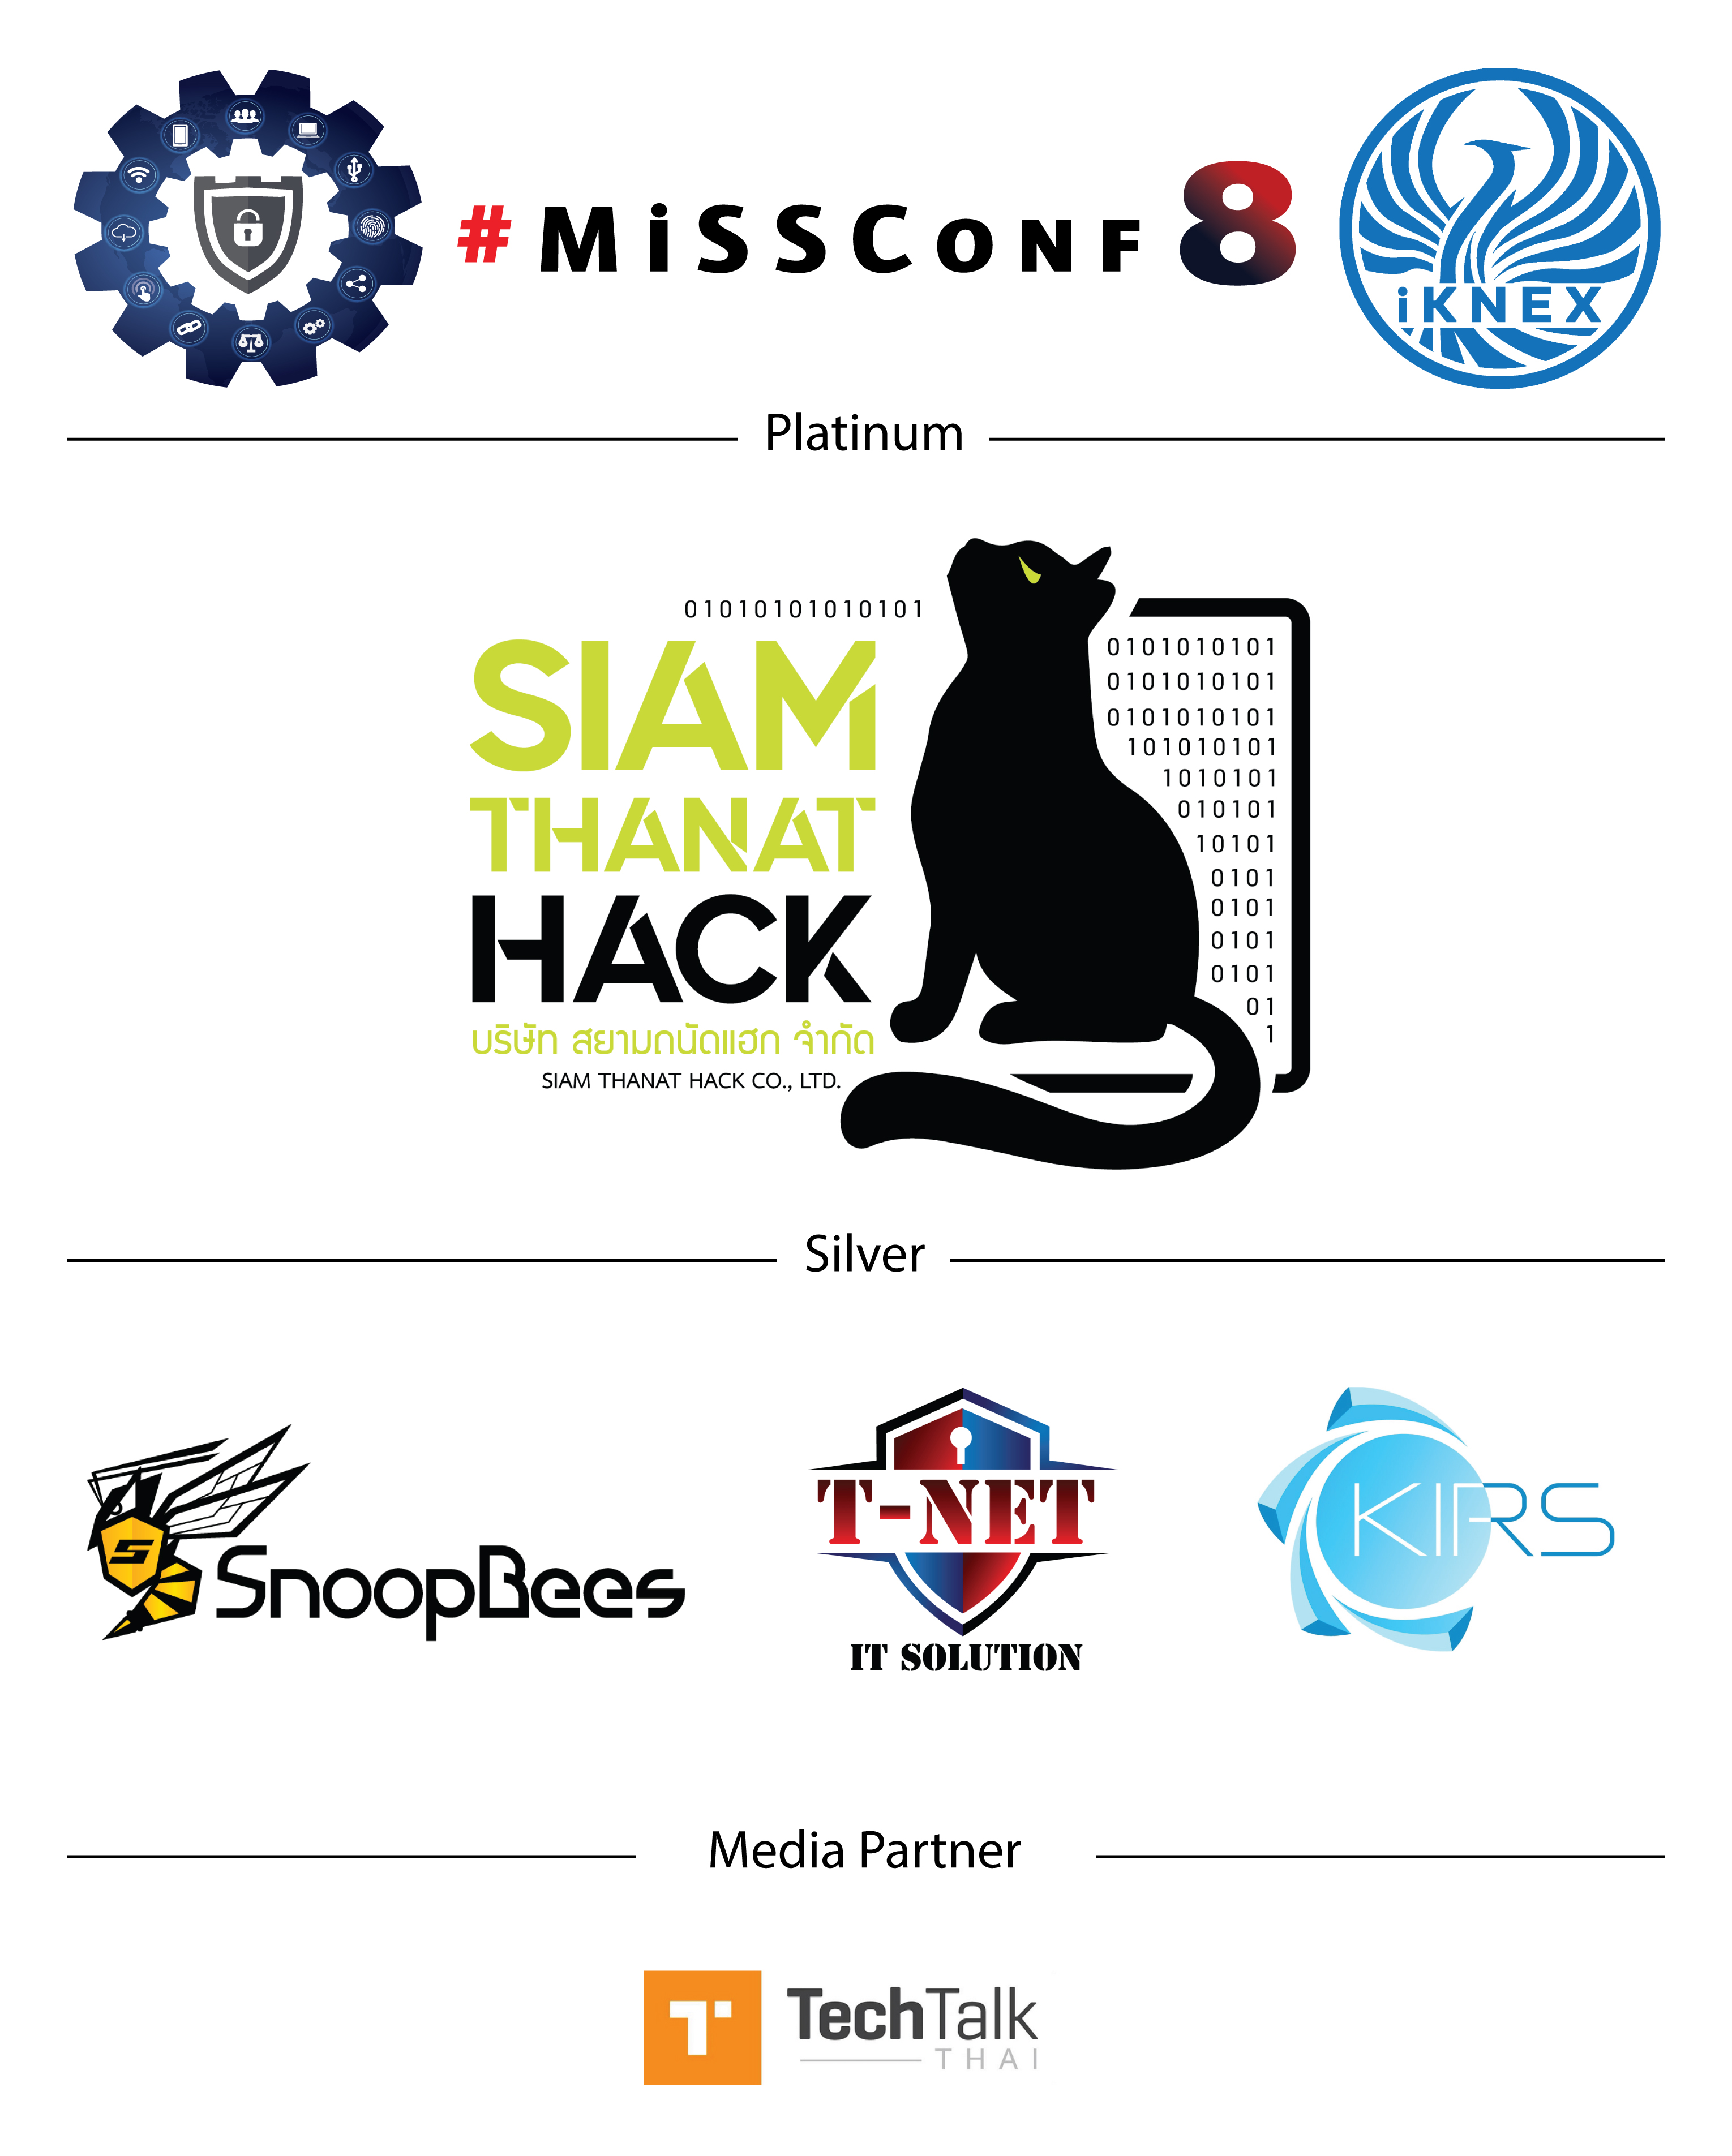 #MiSSCONF 8
iKNEX
Platinum
01010101010101
SIAM
THANAT
HACK
บริษัท สยามถนัดแฮก จำกัด
SIAM THANAT HACK CO., LTD.
0101010101
0101010101
0101010101
101010101
1010101
010101
10101
0101
0101
0101
0101
01
1
Silver
S
SnoopBees
T-NET
IT SOLUTION
KIRS
Media Partner
T
TechTalk
THAI